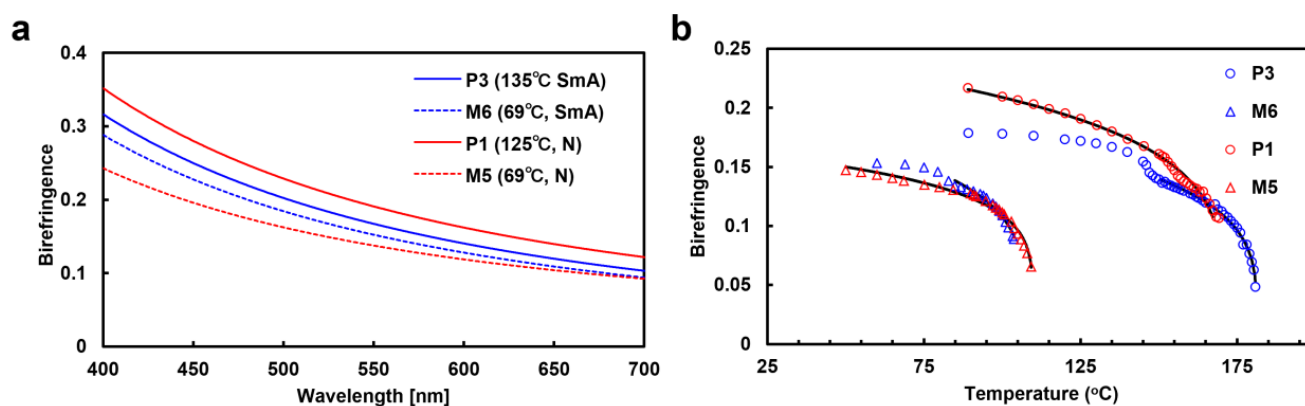 a
Birefringence
0.4
0.3
0.2
0.1
0
400
450
500
550
600
650
700
Wavelength [nm]
P3 (135°C SmA)
M6 (69°C, SmA)
P1 (125°C, N)
M5 (69°C, N)
b
Birefringence
0.25
0.2
0.15
0.1
0.05
0
25
75
125
175
Temperature (°C)
P3
M6
P1
M5